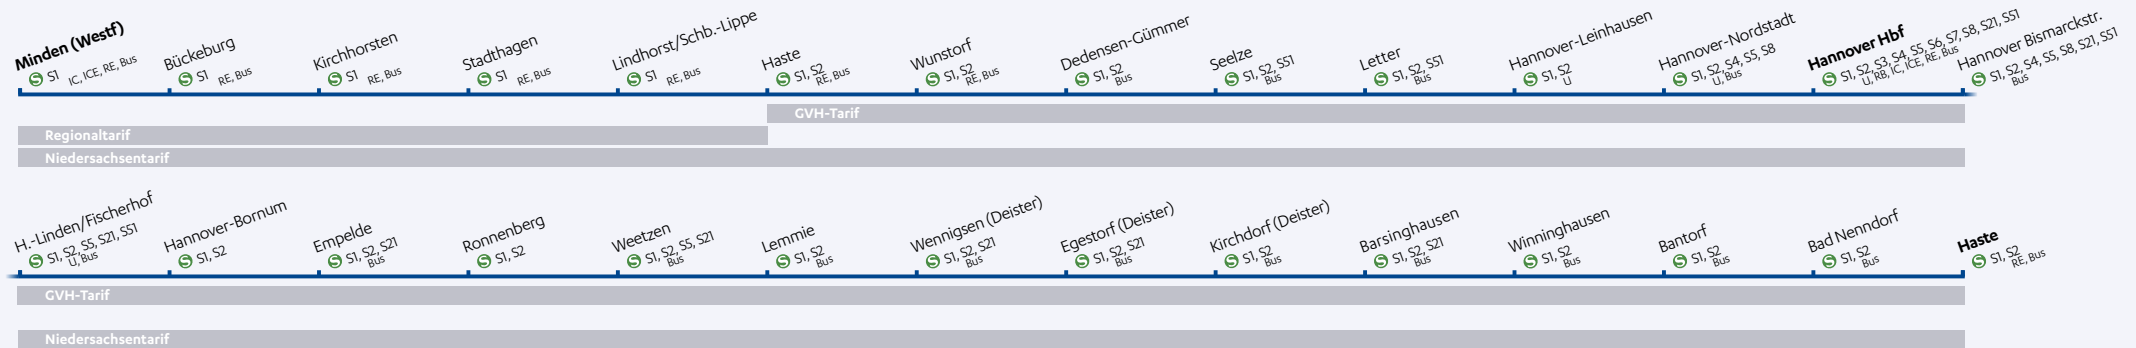 Minden (Westf)
S S1 IC, ICE, RE, Bus
Bückeburg
S S1 RE, Bus
Kirchhorsten
S S1 RE, Bus
Stadthagen
S S1 RE, Bus
Lindhorst/Schb.-Lippe
S S1 RE, Bus
Haste
S S1, S2
RE, Bus
Wunstorf
S S1, S2
RE, Bus
Dedensen-Gümmer
S S1, S2
Bus
Seelze
S S1, S2, S51
Bus
Letter
S S1, S2, S51
Bus
Hannover-Leinhausen
S S1, S2
U
Hannover-Nordstadt
S S1, S2, S4, S5, S8
U, Bus
Hannover Hbf
S S1, S2, S3, S4, S5, S6, S7, S8, S21, S51
U, RB, IC, ICE, RE, Bus
Hannover Bismarckstr.
S S1, S2, S4, S5, S8, S21, S51
Bus
GVH-Tarif
Regionaltarif
Niedersachsentarif
H.-Linden/Fischerhof
S S1, S2, S5, S21, S51
U, Bus
Hannover-Bornum
S S1, S2
Empelde
S S1, S2, S21
Bus
Ronnenberg
S S1, S2
Weetzen
S S1, S2, S5, S21
Bus
Lemmie
S S1, S2
Bus
Wennigsen (Deister)
S S1, S2, S21
Bus
Egestorf (Deister)
S S1, S2, S21
Bus
Kirchdorf (Deister)
S S1, S2
Bus
Barsinghausen
S S1, S2, S21
Bus
Winninghausen
S S1, S2
Bus
Bantorf
S S1, S2
Bus
Bad Nenndorf
S S1, S2
Bus
Haste
S S1, S2
RE, Bus
GVH-Tarif
Niedersachsentarif